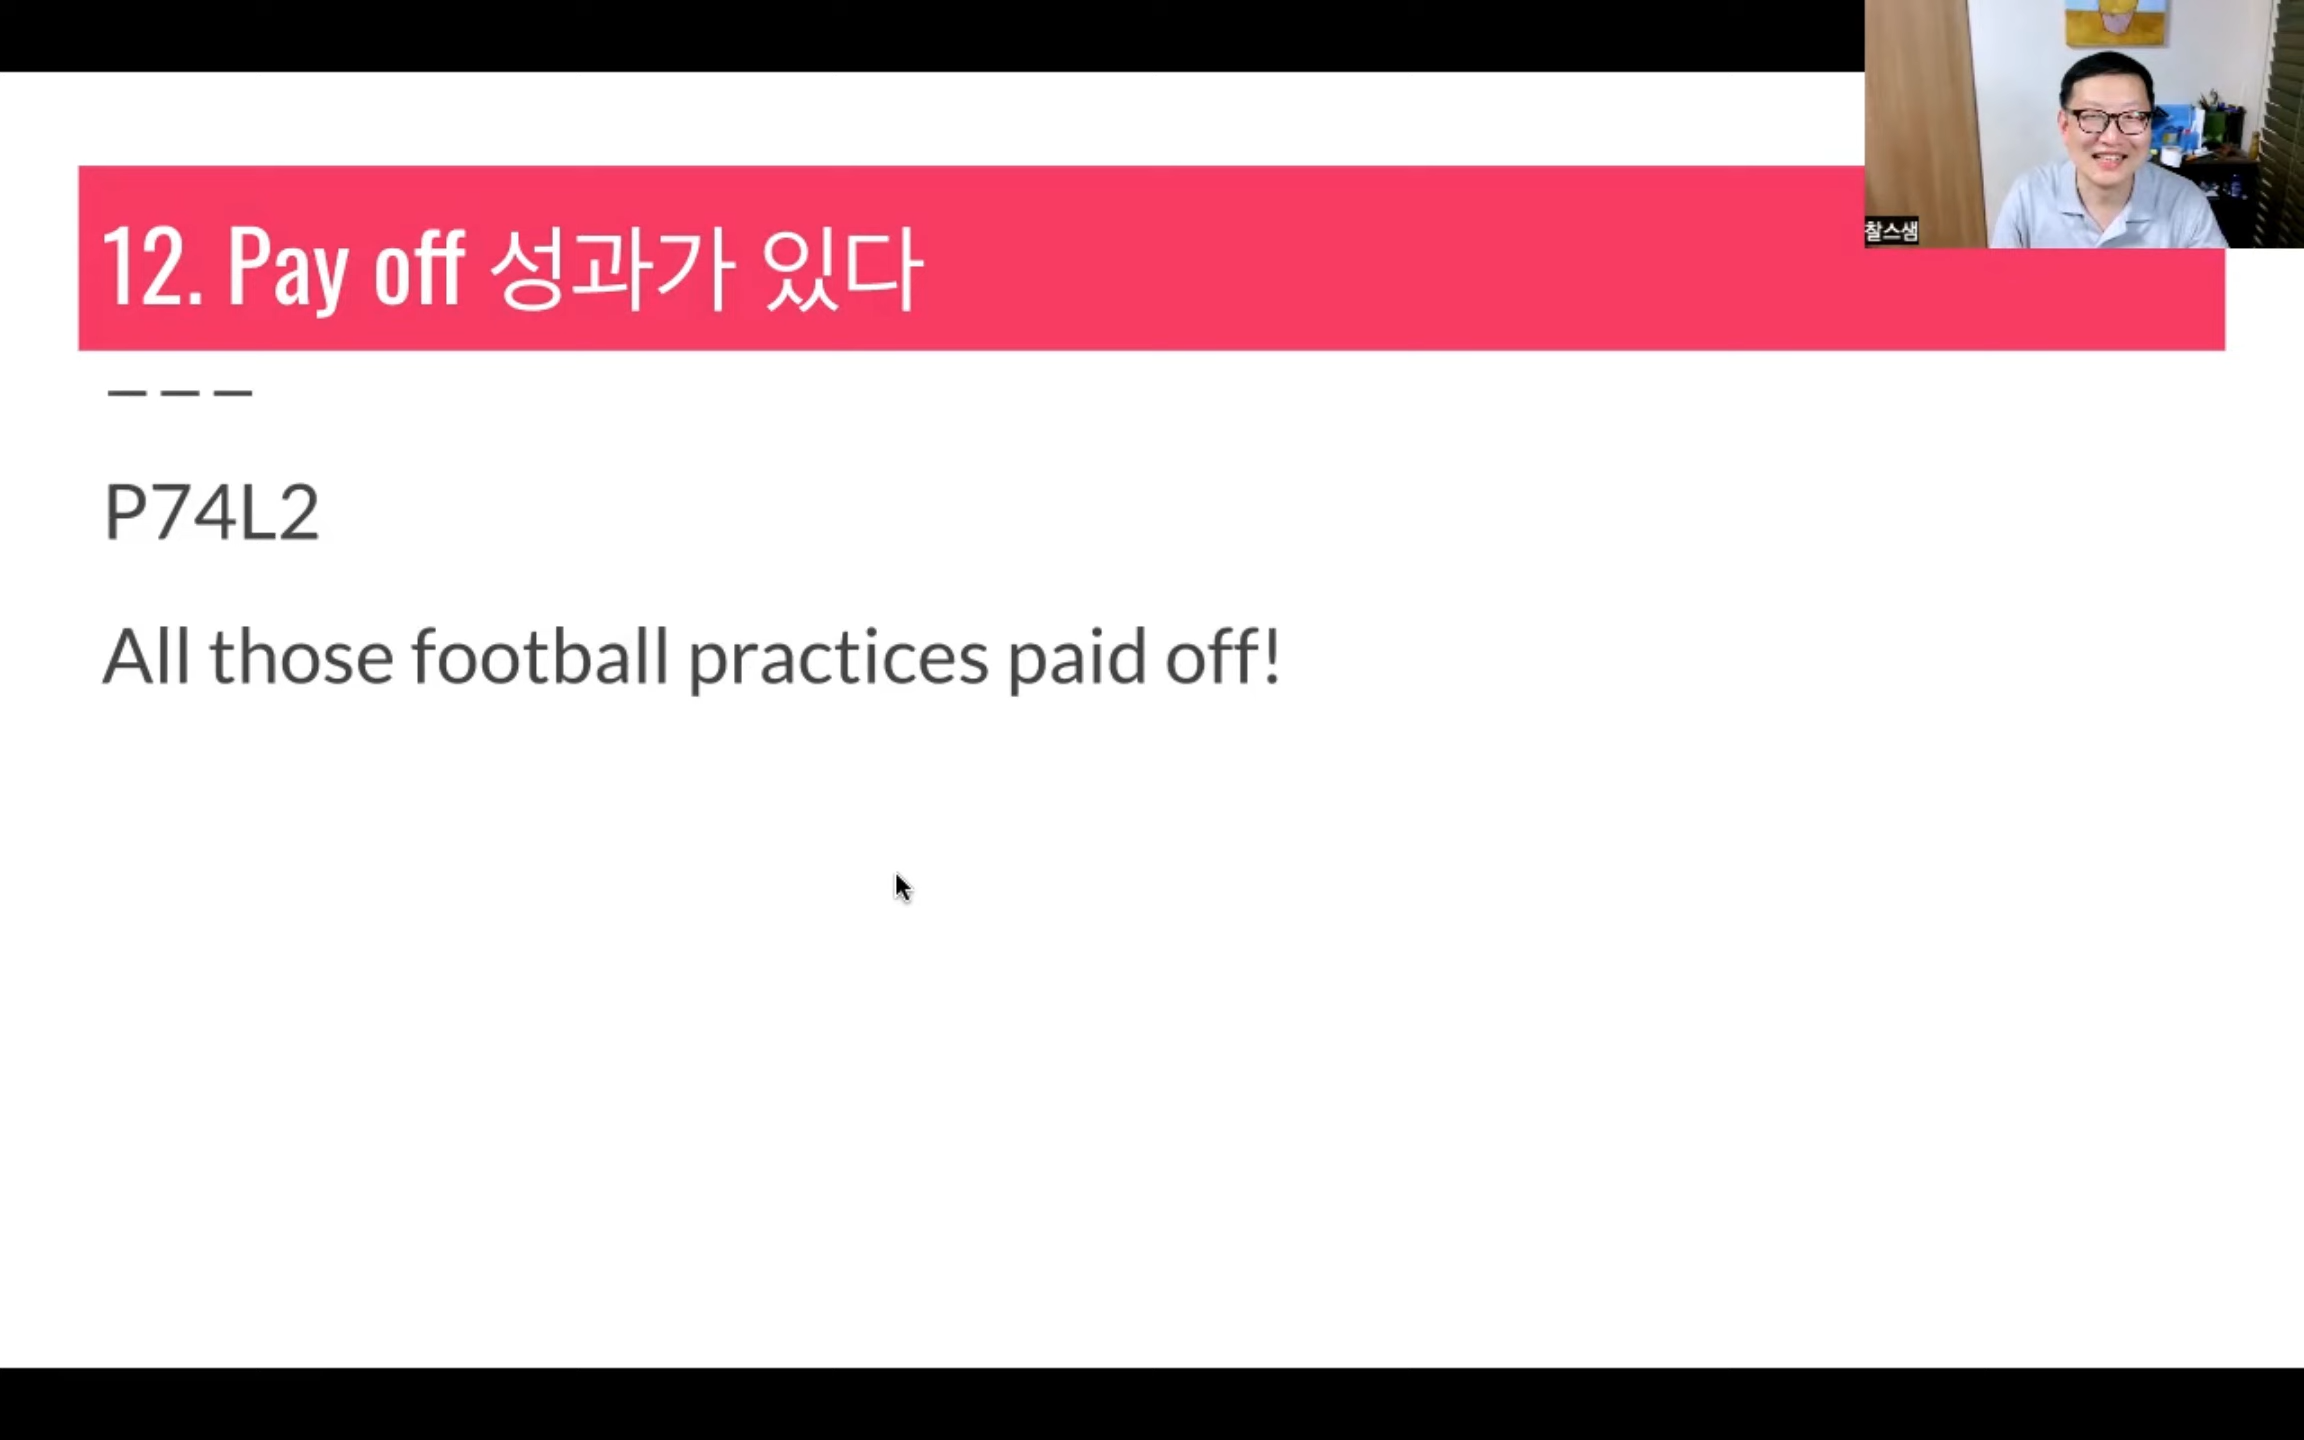 12. Pay off 성과가 있다
찰스샘
P74L2
All those football practices paid off!